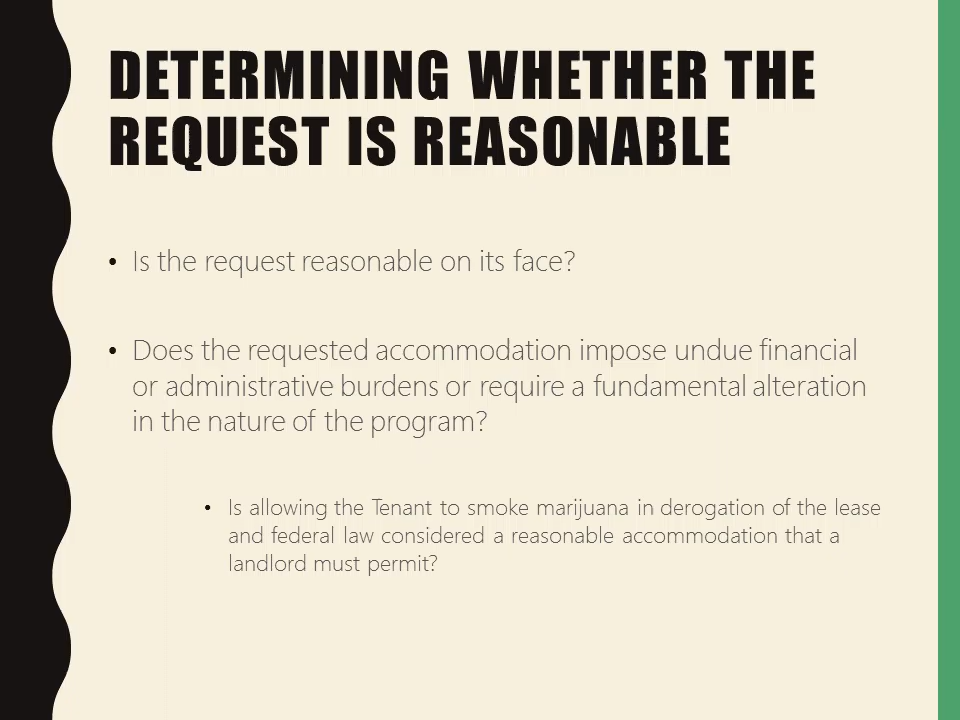 DETERMINING WHETHER THE
REQUEST IS REASONABLE
• Is the request reasonable on its face?
• Does the requested accommodation impose undue financial
or administrative burdens or require a fundamental alteration
in the nature of the program?
• Is allowing the Tenant to smoke marijuana in derogation of the lease
and federal law considered a reasonable accommodation that a
landlord must permit?